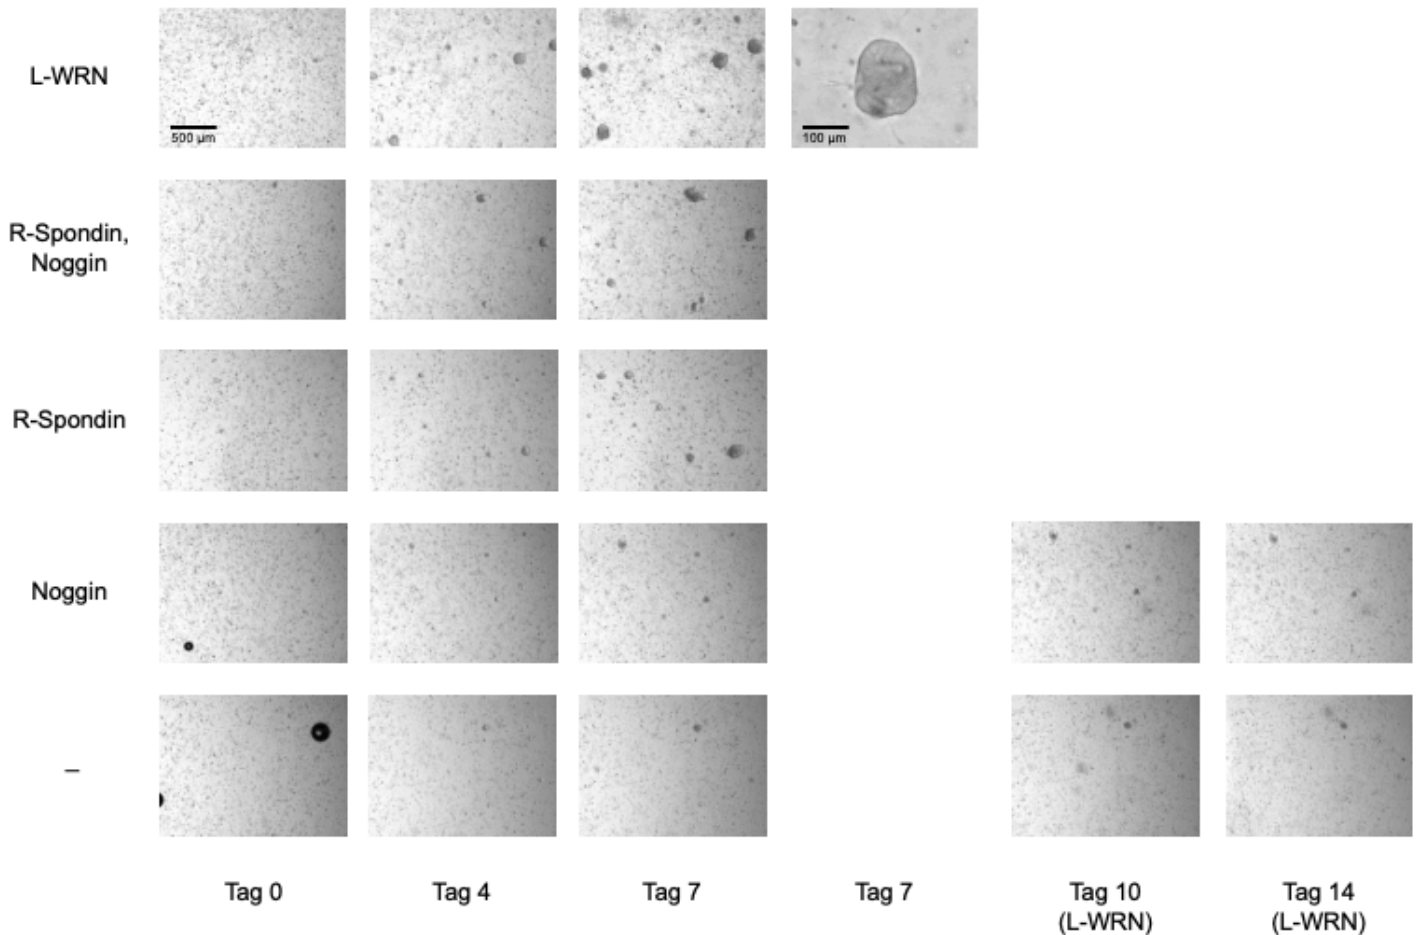 L-WRN
500 µm
100 µm
R-Spondin,
Noggin
R-Spondin
Noggin
–
Tag 0
Tag 4
Tag 7
Tag 7
Tag 10
(L-WRN)
Tag 14
(L-WRN)